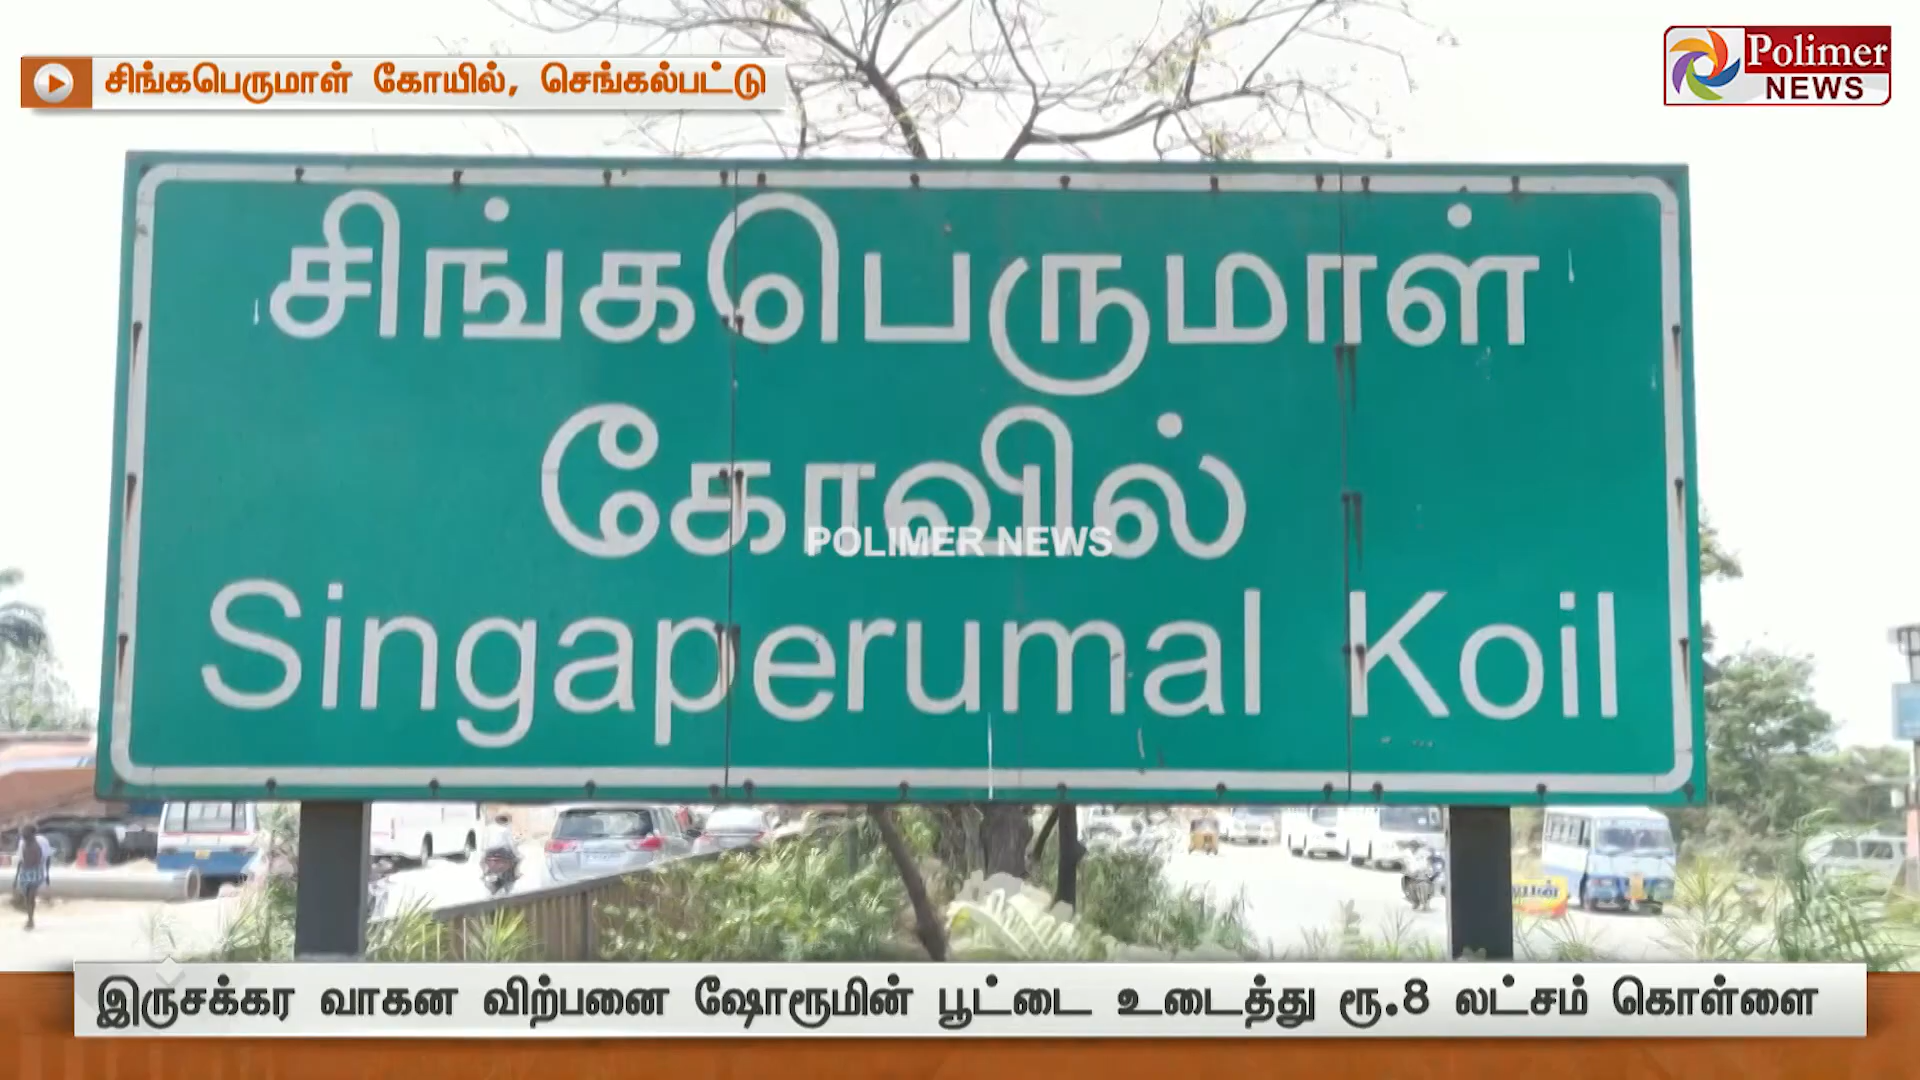 சிங்கபெருமாள் கோயில், செங்கல்பட்டு
Polimer
NEWS
சிங்கபெருமாள்
கோவில்
POLIMER NEWS
Singaperumal Koil
இருசக்கர வாகன விற்பனை ஷோரூமின் பூட்டை உடைத்து ரூ.8 லட்சம் கொள்ளை